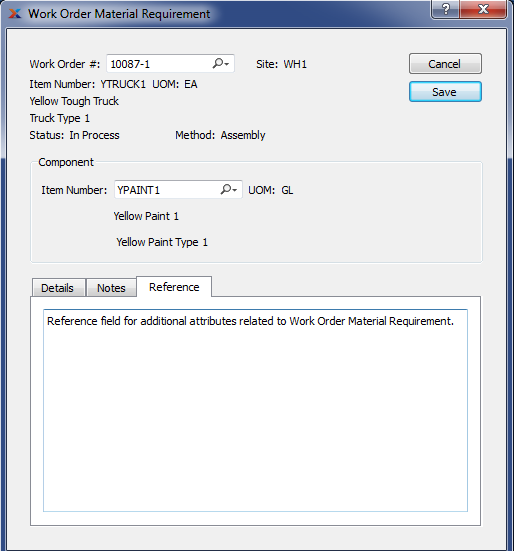 Work Order Material Requirement
Work Order #: 10087-1 Site: WH1 Cancel
Item Number: YTRUCK1 UOM: EA
Save
Yellow Tough Truck
Truck Type 1
Status: In Process Method: Assembly
Component
Item Number: YPAINT1 UOM: GL
Yellow Paint 1
Yellow Paint Type 1
Details Notes Reference
Reference field for additional attributes related to Work Order Material Requirement.